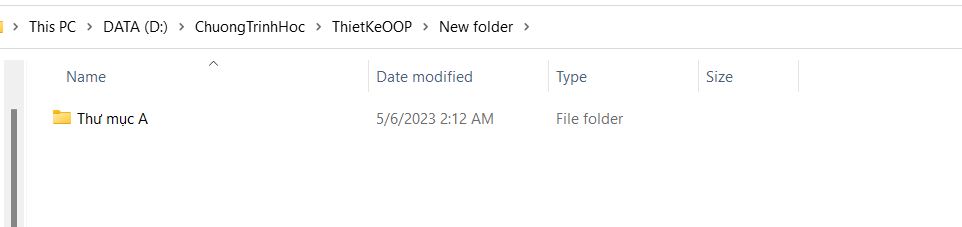 This PC > DATA (D:) > ChuongTrinhHoc > ThietKeOOP > New folder >
Name Date modified Type Size
Thư mục A 5/6/2023 2:12 AM File folder